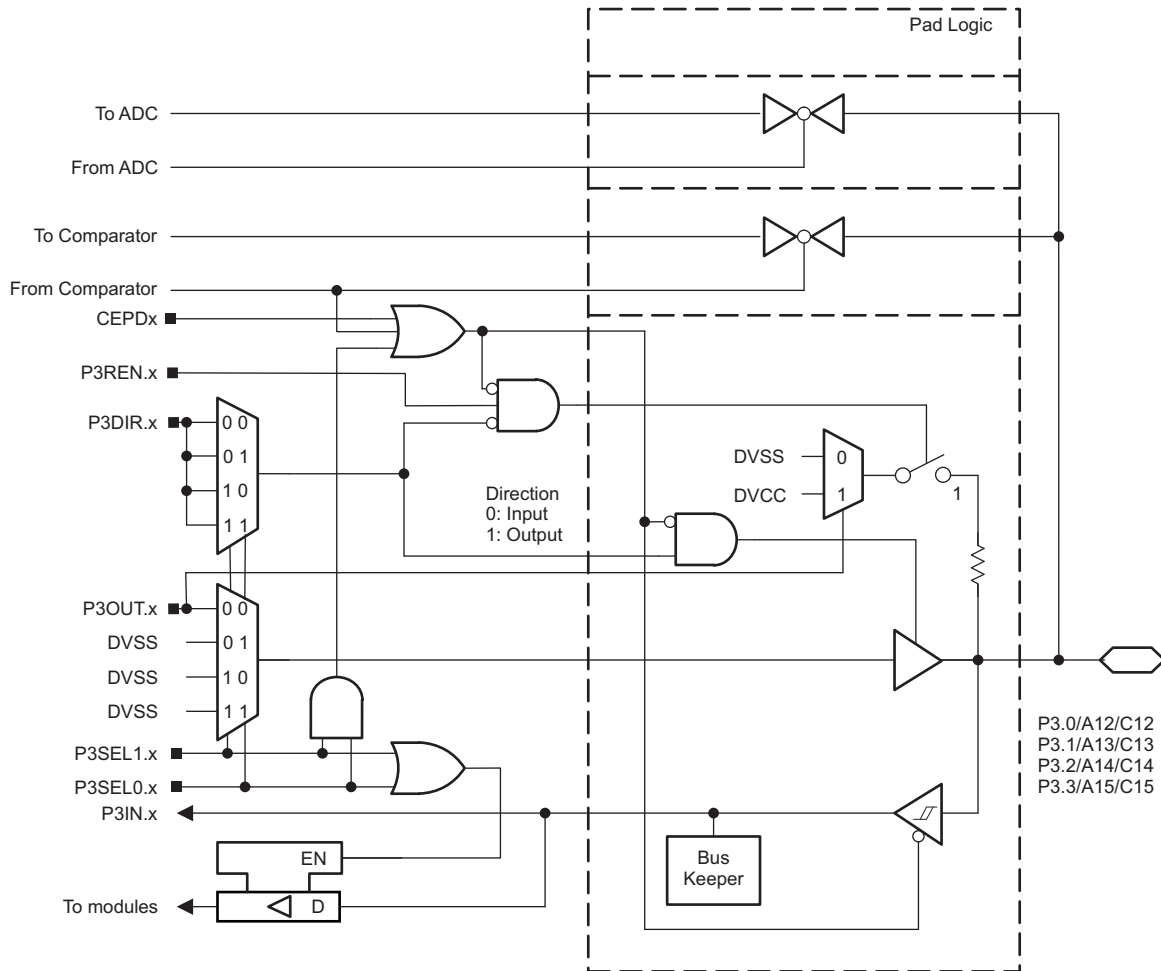 Pad Logic
To ADC
From ADC
To Comparator
From Comparator
CEPDx
P3REN.x
P3DIR.x
0 0
0 1
1 0
1 1
Direction
0: Input
1: Output
DVSS
DVCC
0
1
1
P3OUT.x
DVSS
DVSS
DVSS
0 0
0 1
1 0
1 1
P3SEL1.x
P3SEL0.x
P3IN.x
EN
D
To modules
Bus
Keeper
P3.0/A12/C12
P3.1/A13/C13
P3.2/A14/C14
P3.3/A15/C15